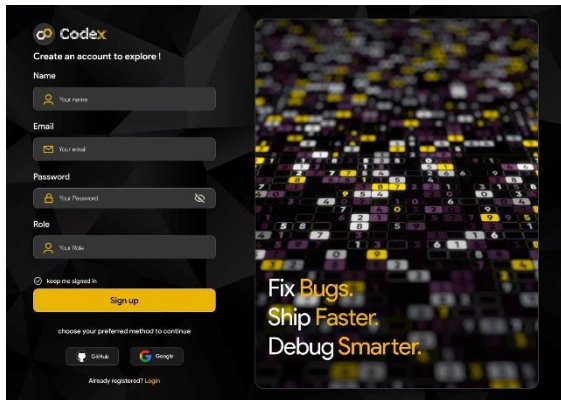 Codex
Create an account to explore !
Name
Your name
Email
Your email
Password
Your Password
Role
Your Role
keep me signed in
Sign up
choose your preferred method to continue
GitHub
Google
Already registered? Login
Fix Bugs.
Ship Faster.
Debug Smarter.